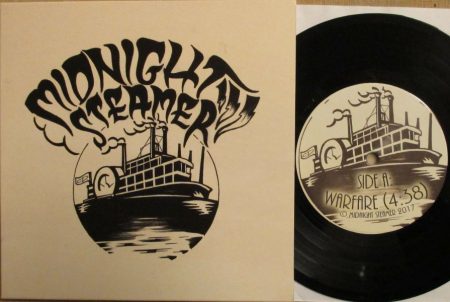 MIDNIGHT
STEAMER
SIDE A:
WARFARE (4:38)
(C) MIDNIGHT STEAMER 2017